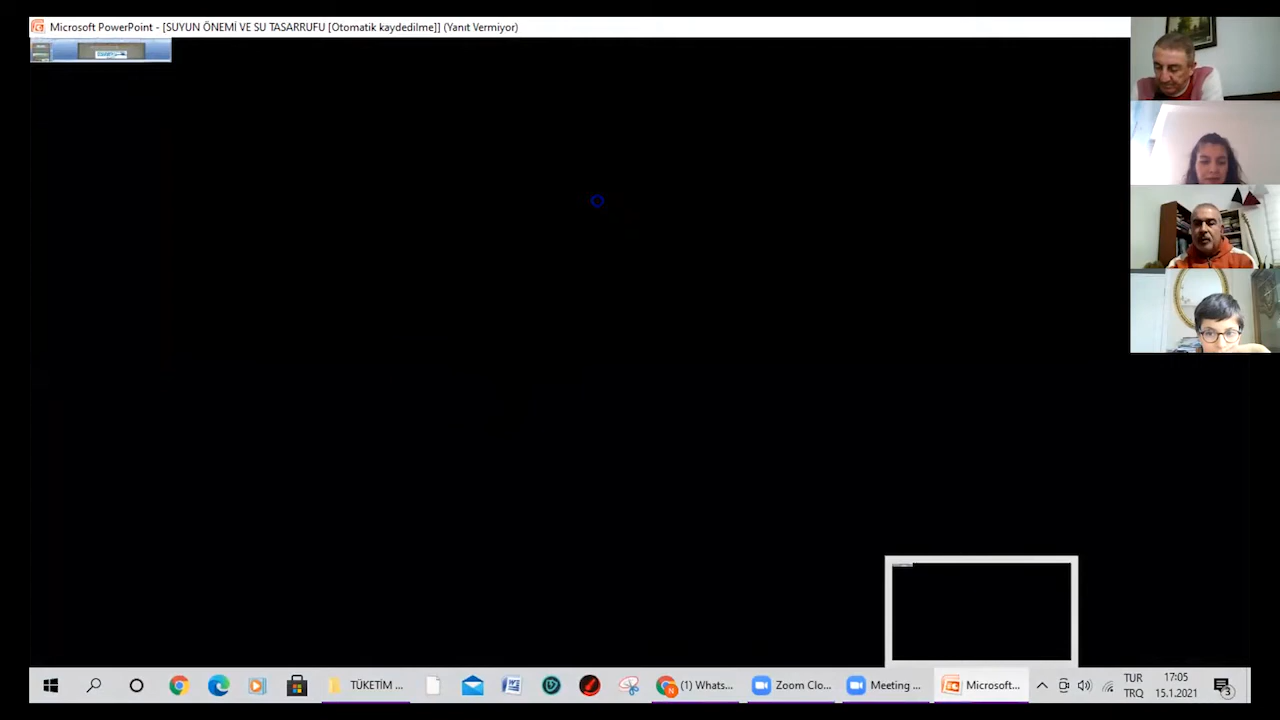 Microsoft PowerPoint - [SUYUN ÖNEMİ VE SU TASARRUFU [Otomatik kaydedilme]] (Yanıt Vermiyor)
TÜKETİM ...
(1) Whats...
Zoom Clo...
Meeting ...
Microsoft...
TUR
TRQ
17:05
15.1.2021
3